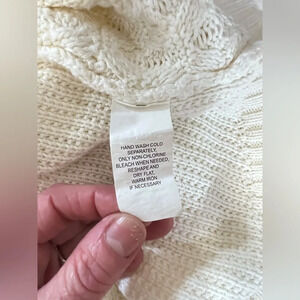 HAND WASH COLD
SEPARATELY,
ONLY NON-CHLORINE
BLEACH WHEN NEEDED,
RESHAPE AND
DRY FLAT,
WARM IRON
IF NECESSARY